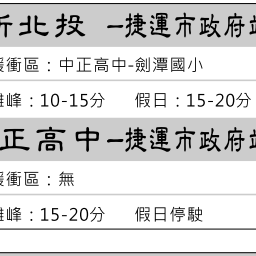 新北投 －捷運市政府站
緩衝區：中正高中-劍潭國小
離峰：10-15分 假日：15-20分
中正高中－捷運市政府站
緩衝區：無
離峰：15-20分 假日停駛